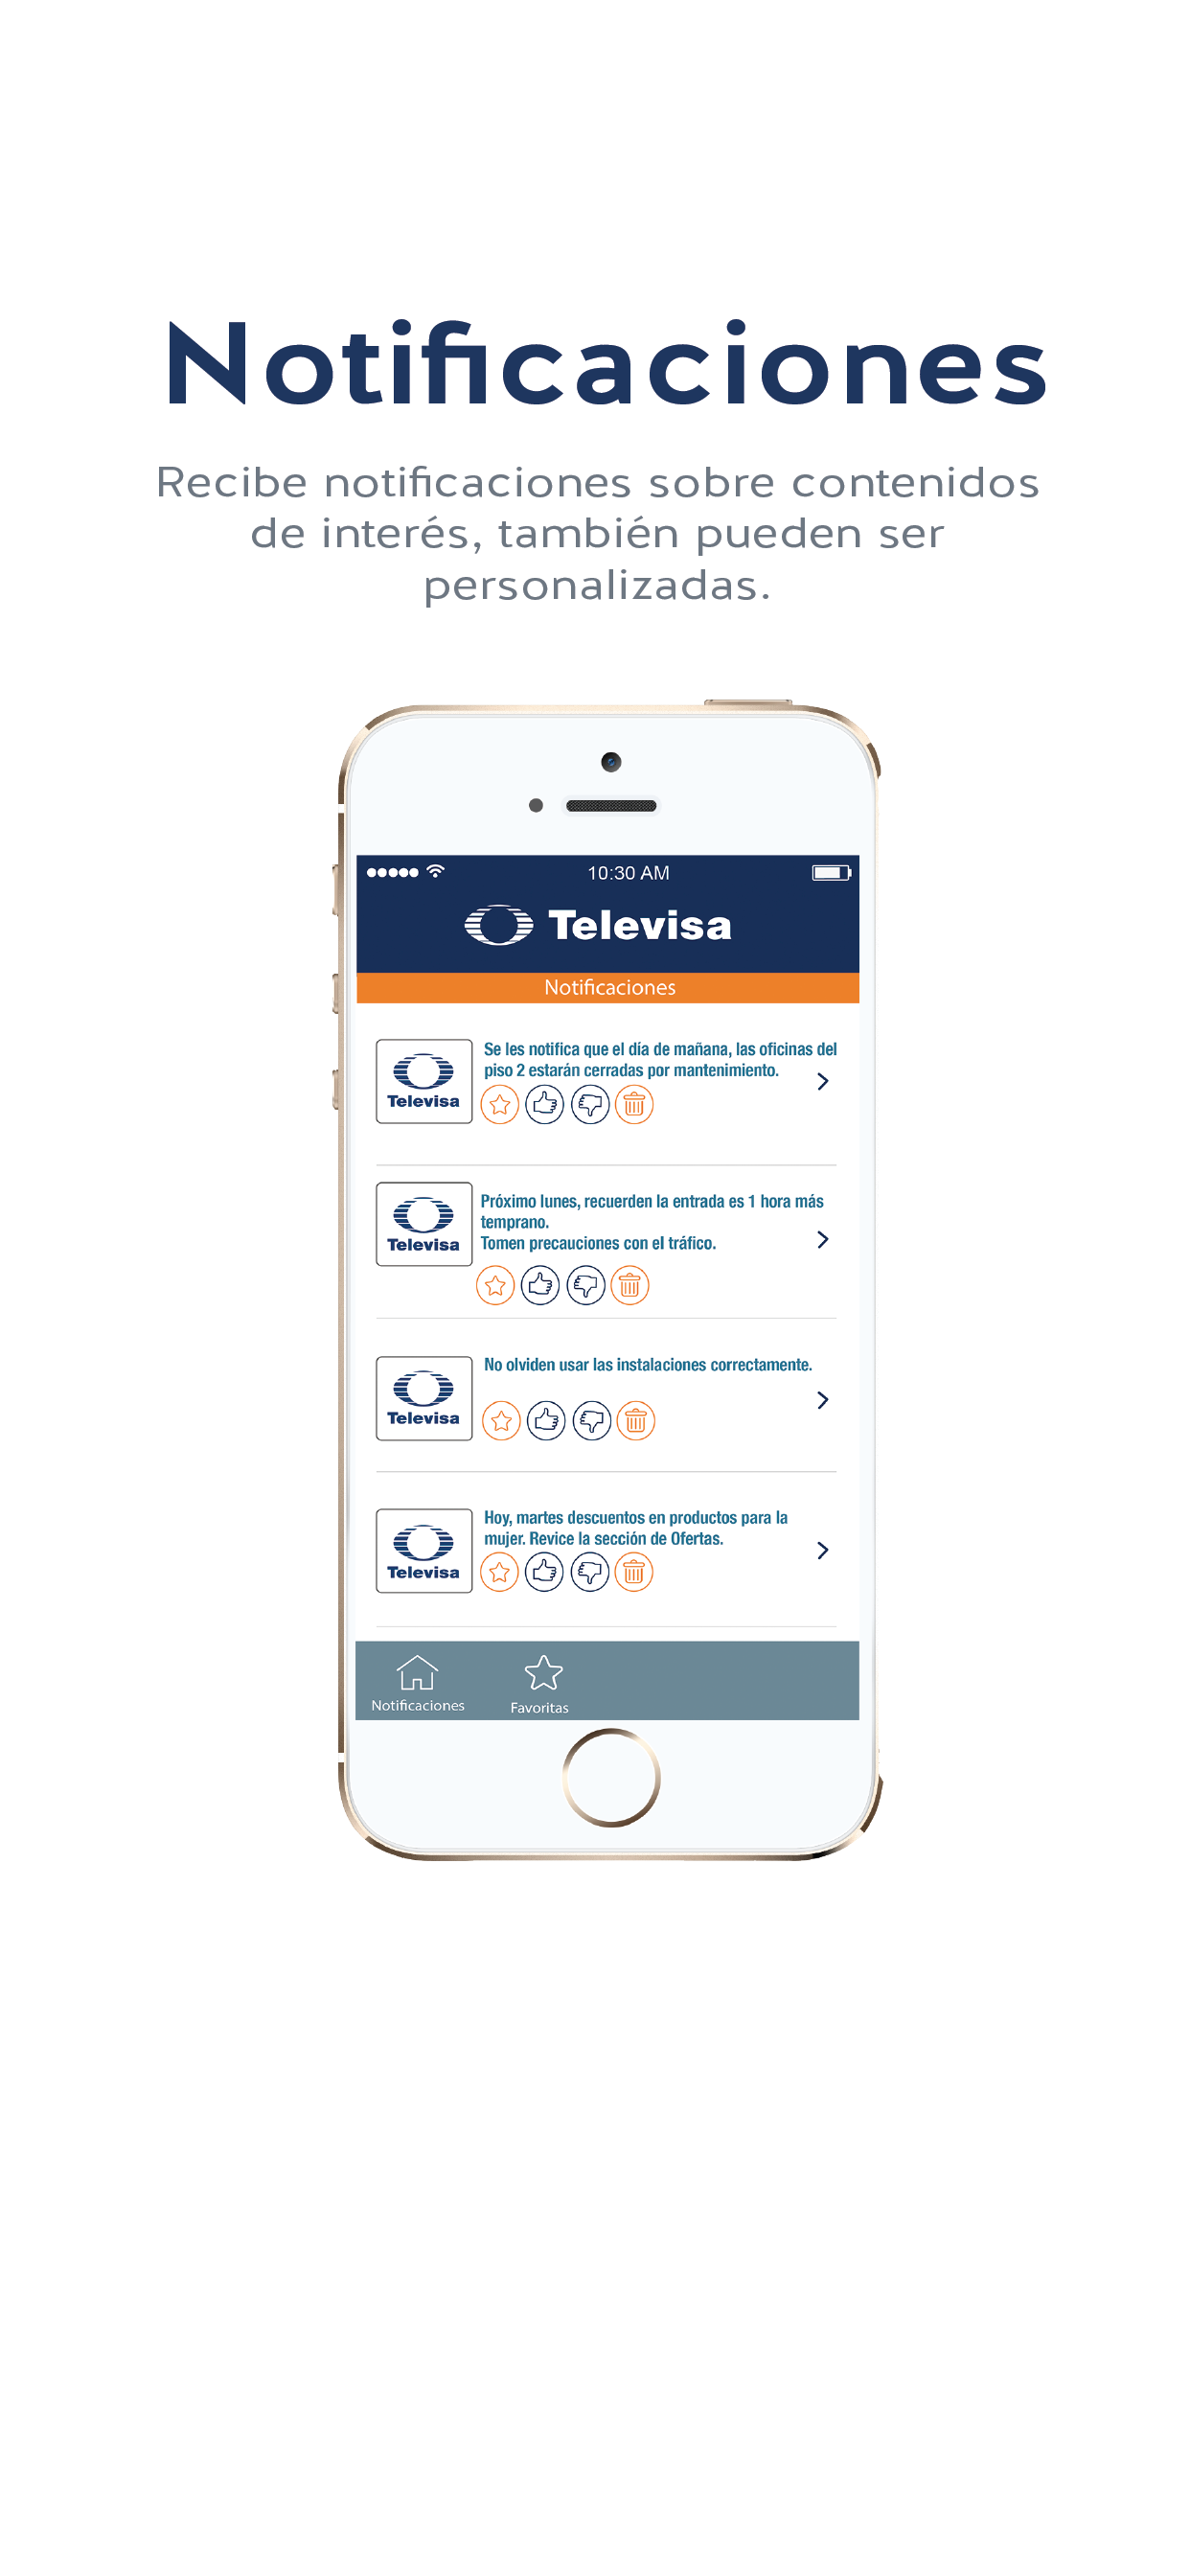 Notificaciones
Recibe notificaciones sobre contenidos
de interés, también pueden ser
personalizadas.
10:30 AM
Televisa
Notificaciones
Se les notifica que el día de mañana, las oficinas del
piso 2 estarán cerradas por mantenimiento.
Televisa
Próximo lunes, recuerden la entrada es 1 hora más
temprano.
Tomen precauciones con el tráfico.
Televisa
No olviden usar las instalaciones correctamente.
Televisa
Hoy, martes descuentos en productos para la
mujer. Revice la sección de Ofertas.
Televisa
Notificaciones
Favoritas